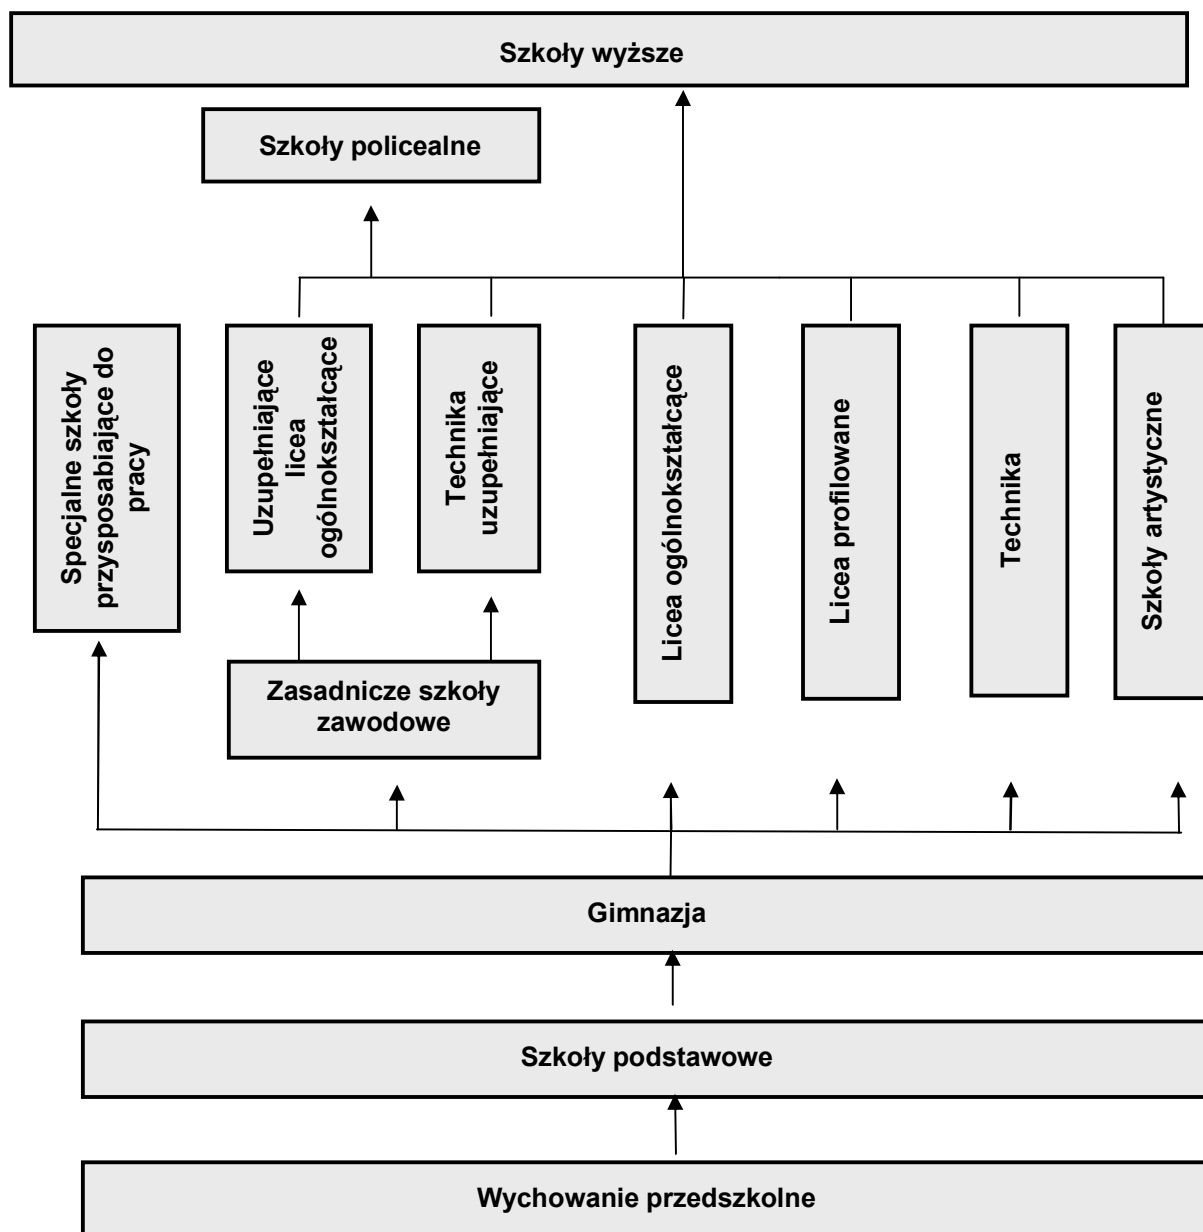 Szkoły wyższe
Szkoły policealne
Specjalne szkoły
przysposabiające do
pracy
Uzupełniające
licea
ogólnokształcące
Technika
uzupełniające
Licea ogólnokształcące
Licea profilowane
Technika
Szkoły artystyczne
Zasadnicze szkoły
zawodowe
Gimnazja
Szkoły podstawowe
Wychowanie przedszkolne